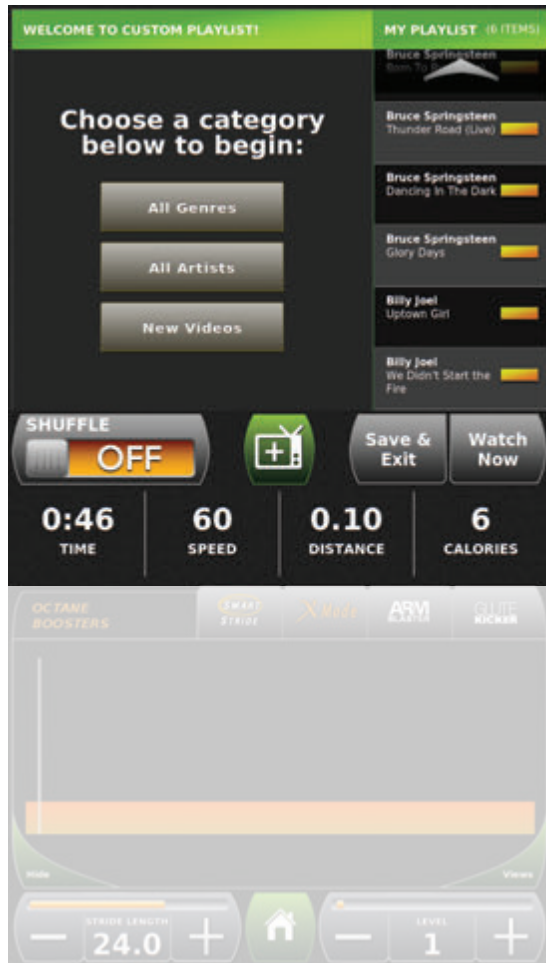 WELCOME TO CUSTOM PLAYLIST!
MY PLAYLIST (6 ITEMS)
Choose a category
below to begin:
All Genres
All Artists
New Videos
Bruce Springsteen
Born To
Bruce Springsteen
Thunder Road (Live)
Bruce Springsteen
Dancing In The Dark
Bruce Springsteen
Glory Days
Billy Joel
Uptown Girl
Billy Joel
We Didn't Start the
Fire
SHUFFLE
OFF
Save &
Exit
Watch
Now
0:46
TIME
60
SPEED
0.10
DISTANCE
6
CALORIES
OCTANE
BOOSTERS
SMART
STRIDE
X Mode
ARM
BLASTER
GLUTE
KICKER
Hide
Views
STRIDE LENGTH
24.0
LEVEL
1